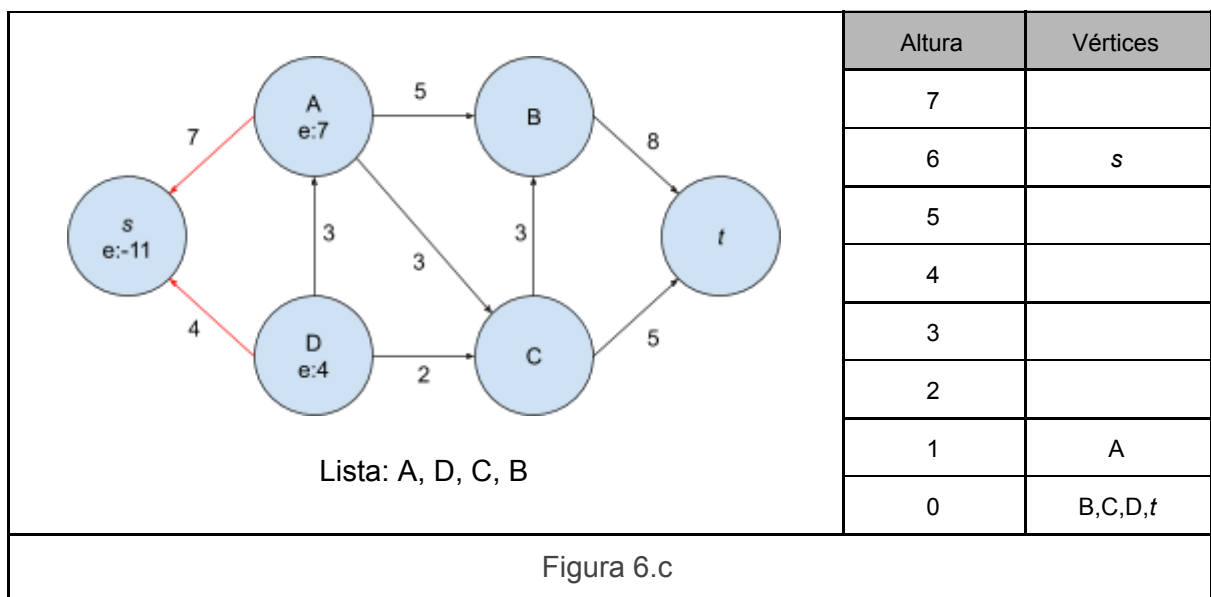 A
e:7
5
B
7
8
s
e:-11
3
3
3
t
4
D
e:4
2
C
5
Lista: A, D, C, B
Altura Vértices
7
6 s
5
4
3
2
1 A
0 B,C,D,t
Figura 6.c